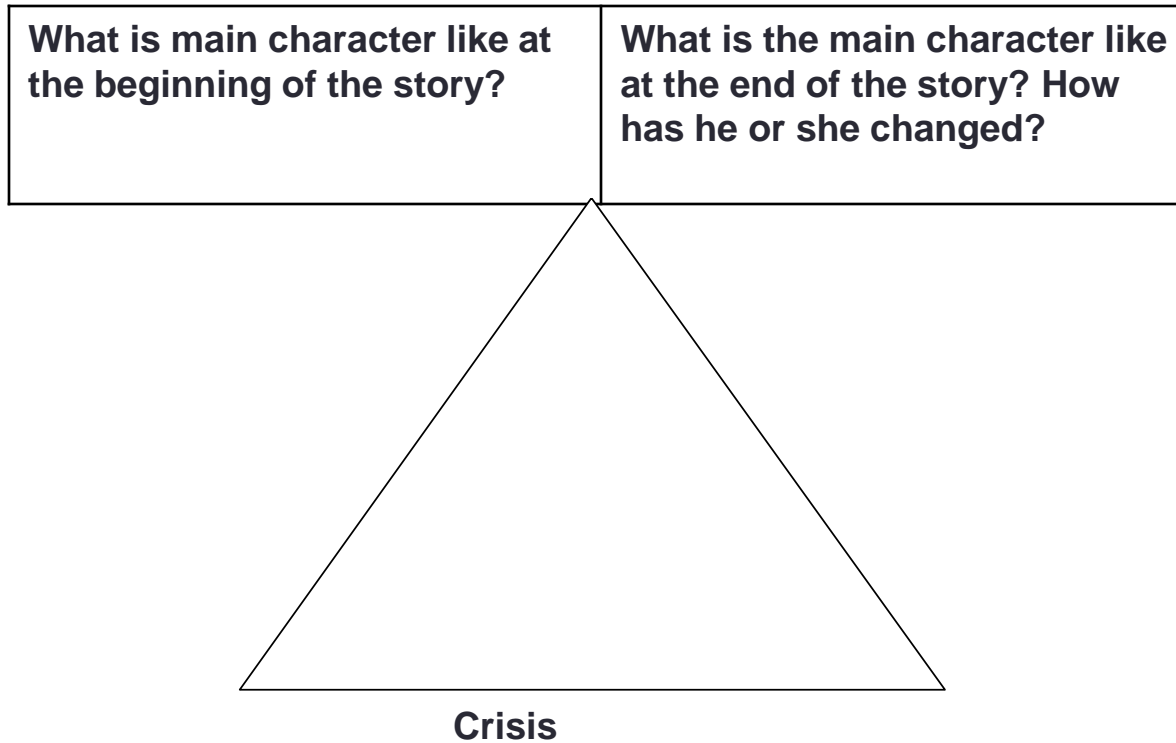 What is main character like at
the beginning of the story?
What is the main character like
at the end of the story? How
has he or she changed?
Crisis